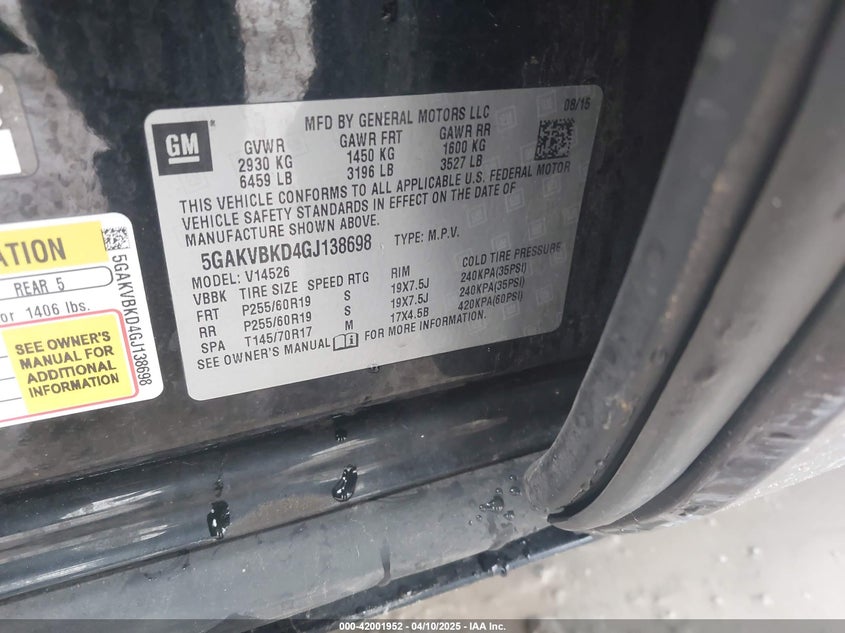 MFD BY GENERAL MOTORS LLC
08/15
GM
GVWR GAWR FRT GAWR RR
2930 KG 1450 KG 1600 KG
6459 LB 3196 LB 3527 LB
THIS VEHICLE CONFORMS TO ALL APPLICABLE U.S. FEDERAL MOTOR
VEHICLE SAFETY STANDARDS IN EFFECT ON THE DATE OF
MANUFACTURE SHOWN ABOVE.
5GAKVBKD4GJ138698 TYPE: M.P.V.
MODEL: V14526
VBBK TIRE SIZE SPEED RTG RIM COLD TIRE PRESSURE
FRT P255/60R19 S 19X7.5J 240KPA(35PSI)
RR P255/60R19 S 19X7.5J 240KPA(35PSI)
SPA T145/70R17 M 17X4.5B 420KPA(60PSI)
SEE OWNER'S MANUAL FOR MORE INFORMATION.
ATION
REAR 5
or 1406 lbs.
SEE OWNER'S
MANUAL FOR
ADDITIONAL
INFORMATION
5GAKVBKD4GJ138698
000-42001952 04/10/2025 - IAA Inc.